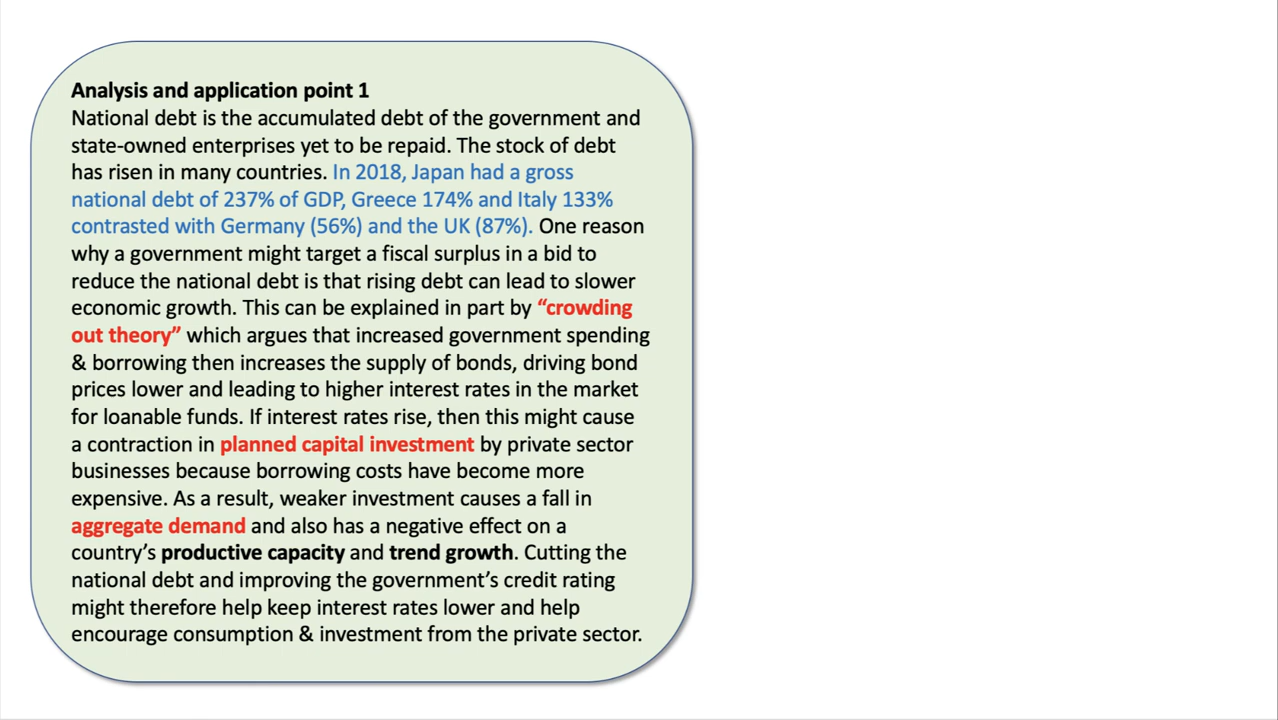 Analysis and application point 1
National debt is the accumulated debt of the government and
state-owned enterprises yet to be repaid. The stock of debt
has risen in many countries. In 2018, Japan had a gross
national debt of 237% of GDP, Greece 174% and Italy 133%
contrasted with Germany (56%) and the UK (87%). One reason
why a government might target a fiscal surplus in a bid to
reduce the national debt is that rising debt can lead to slower
economic growth. This can be explained in part by “crowding
out theory” which argues that increased government spending
& borrowing then increases the supply of bonds, driving bond
prices lower and leading to higher interest rates in the market
for loanable funds. If interest rates rise, then this might cause
a contraction in planned capital investment by private sector
businesses because borrowing costs have become more
expensive. As a result, weaker investment causes a fall in
aggregate demand and also has a negative effect on a
country’s productive capacity and trend growth. Cutting the
national debt and improving the government’s credit rating
might therefore help keep interest rates lower and help
encourage consumption & investment from the private sector.